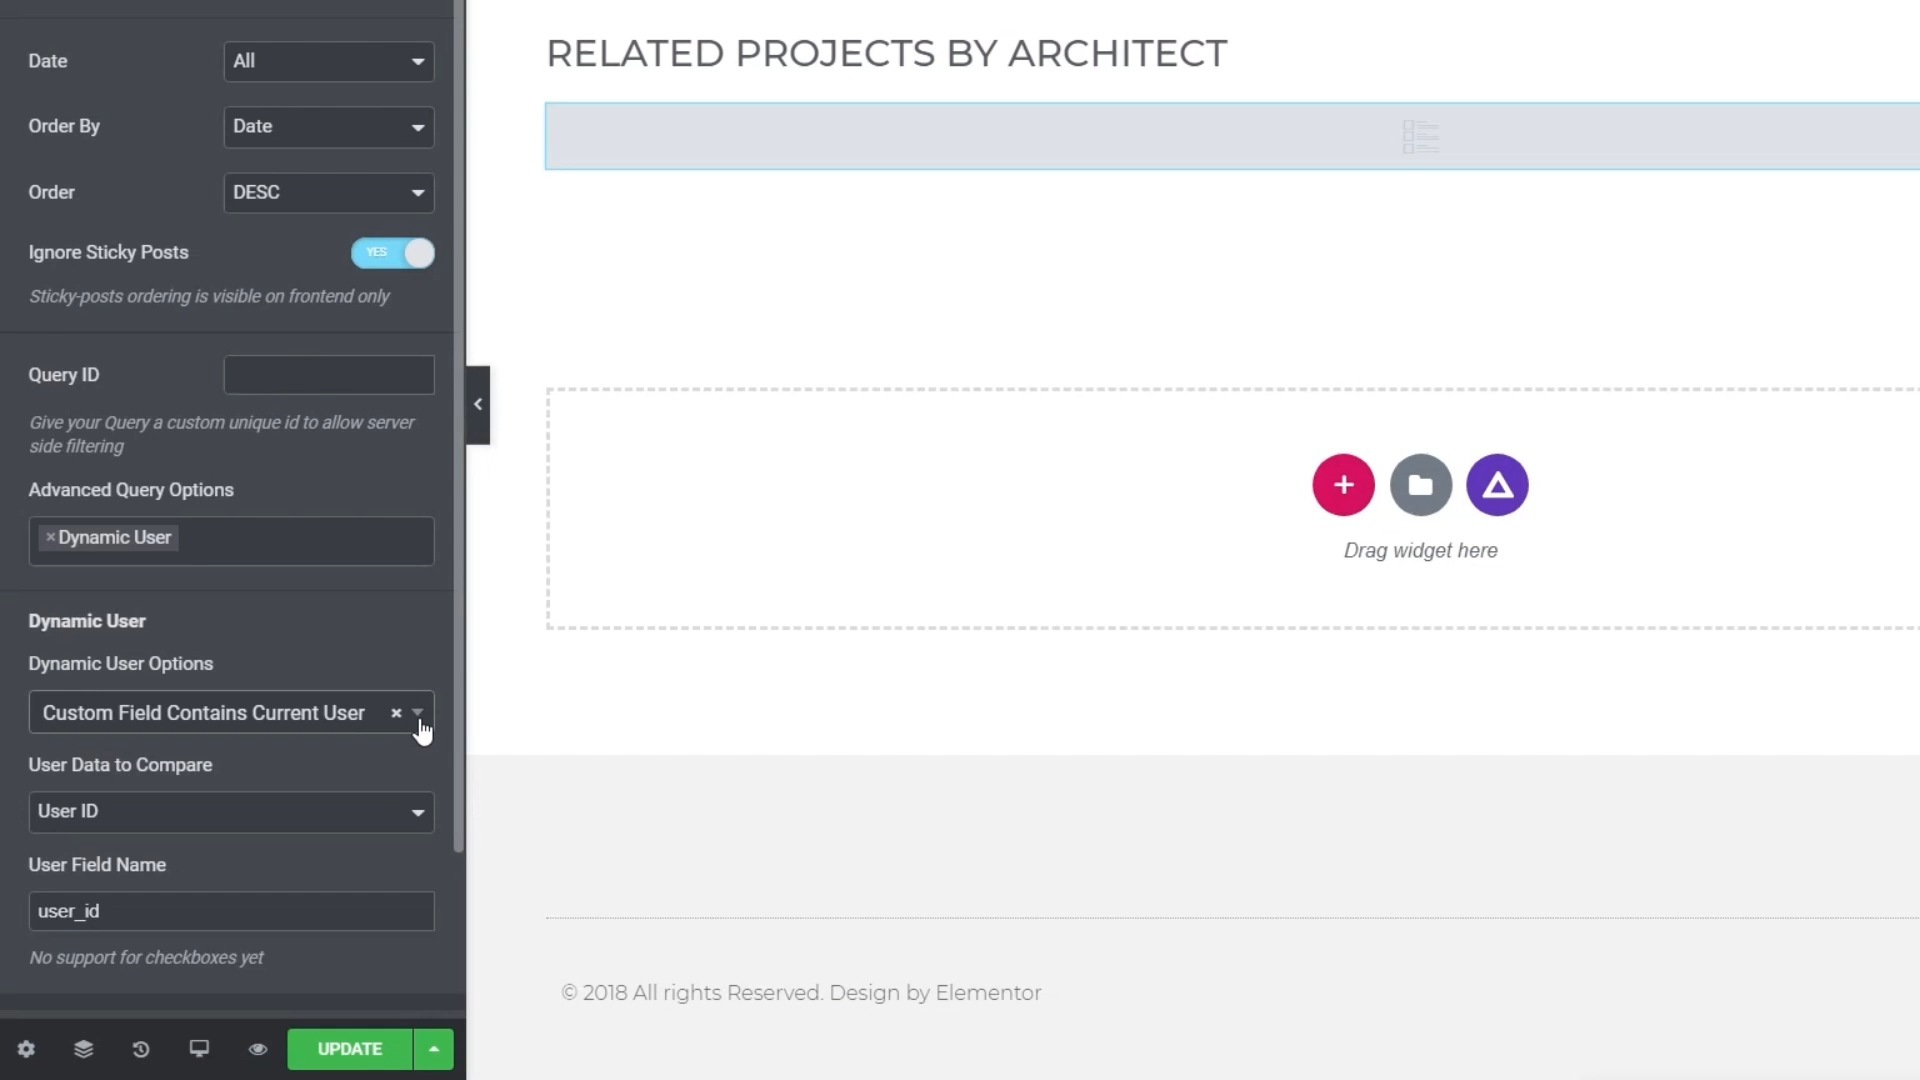 RELATED PROJECTS BY ARCHITECT
Date
All
Order By
Date
Order
DESC
Ignore Sticky Posts
YES
Sticky-posts ordering is visible on frontend only
Query ID
Give your Query a custom unique id to allow server
side filtering
Advanced Query Options
× Dynamic User
Dynamic User
Dynamic User Options
Custom Field Contains Current User ×
User Data to Compare
User ID
User Field Name
user_id
No support for checkboxes yet
UPDATE
Drag widget here
© 2018 All rights Reserved. Design by Elementor